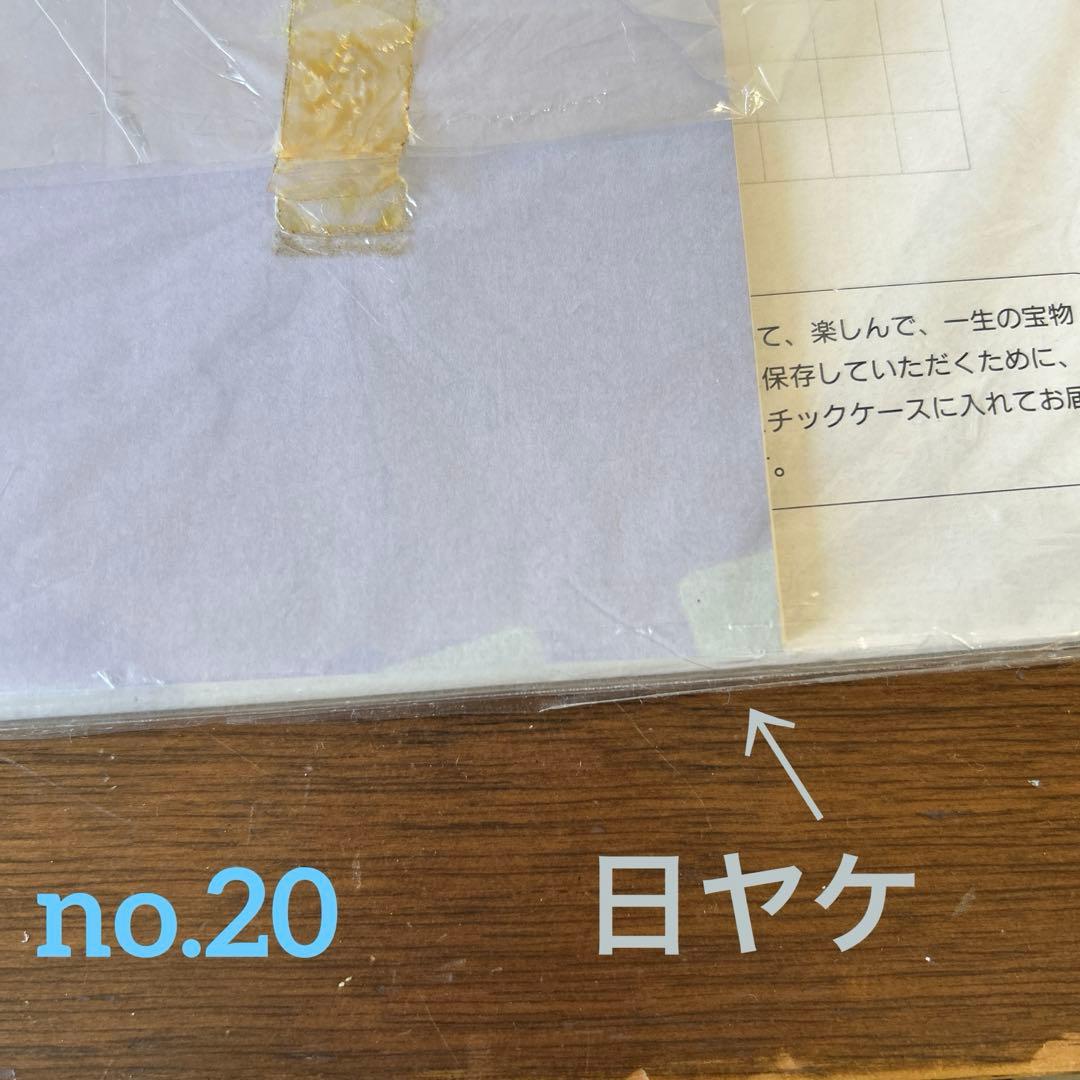 て、楽しんで、一生の宝物
保存していただくために、
チックケースに入れてお届
。
no.20
日ヤケ